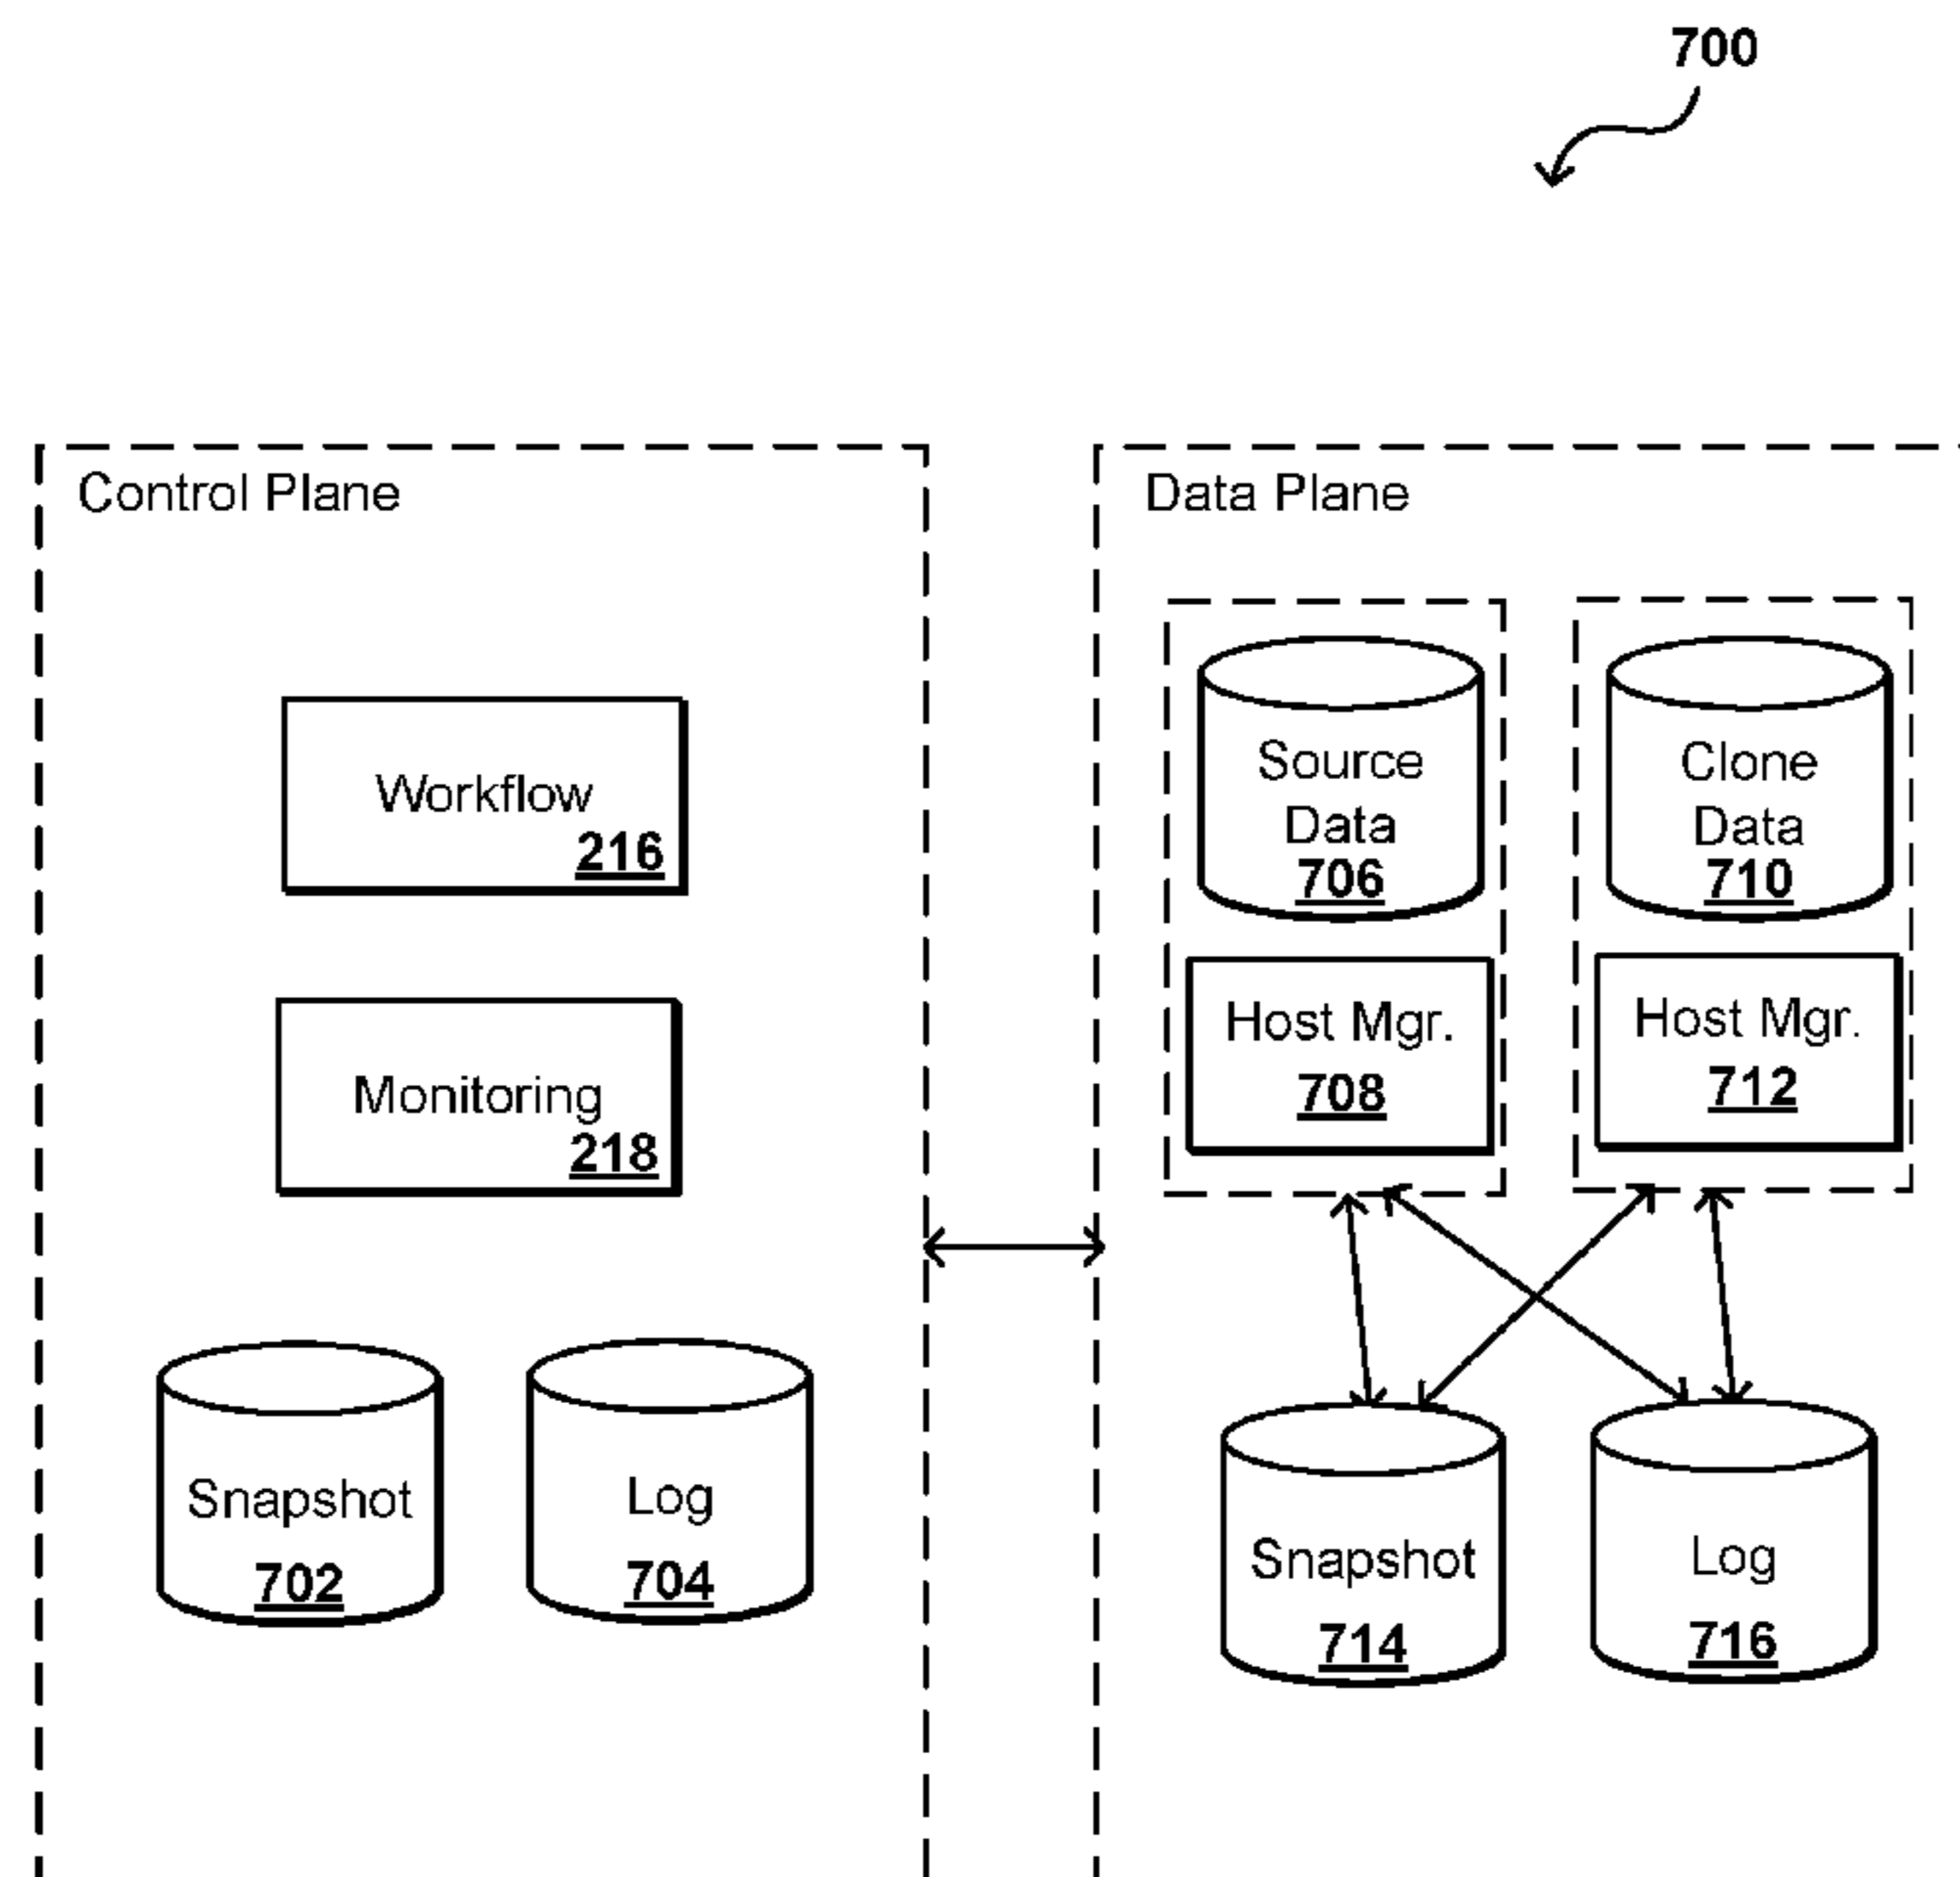 700
Control Plane
Workflow
216
Monitoring
218
Snapshot
702
Log
704
Data Plane
Source
Data
706
Host Mgr.
708
Clone
Data
710
Host Mgr.
712
Snapshot
714
Log
716